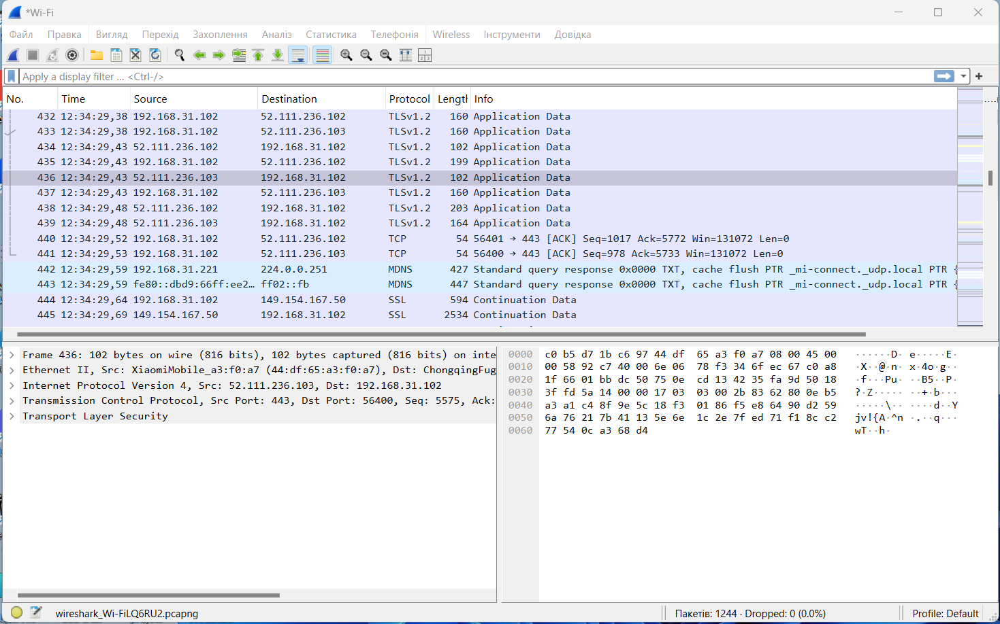 *Wi-Fi
Файл Правка Вигляд Перехід Захоплення Аналіз Статистика Телефонія Wireless Інструменти Довідка
Apply a display filter ... <Ctrl-/>
No. Time Source Destination Protocol Length Info
432 12:34:29,38 192.168.31.102 52.111.236.102 TLSv1.2 160 Application Data
433 12:34:29,38 192.168.31.102 52.111.236.103 TLSv1.2 160 Application Data
434 12:34:29,43 52.111.236.102 192.168.31.102 TLSv1.2 102 Application Data
435 12:34:29,43 192.168.31.102 52.111.236.102 TLSv1.2 199 Application Data
436 12:34:29,43 52.111.236.103 192.168.31.102 TLSv1.2 102 Application Data
437 12:34:29,43 192.168.31.102 52.111.236.103 TLSv1.2 160 Application Data
438 12:34:29,48 52.111.236.102 192.168.31.102 TLSv1.2 203 Application Data
439 12:34:29,48 52.111.236.103 192.168.31.102 TLSv1.2 164 Application Data
440 12:34:29,52 192.168.31.102 52.111.236.102 TCP 54 56401 → 443 [ACK] Seq=1017 Ack=5772 Win=131072 Len=0
441 12:34:29,53 192.168.31.102 52.111.236.103 TCP 54 56400 → 443 [ACK] Seq=978 Ack=5733 Win=131072 Len=0
442 12:34:29,59 192.168.31.221 224.0.0.251 MDNS 427 Standard query response 0x0000 TXT, cache flush PTR _mi-connect._udp.local PTR {
443 12:34:29,59 fe80::dbd9:66ff:ee2… ff02::fb MDNS 447 Standard query response 0x0000 TXT, cache flush PTR _mi-connect._udp.local PTR {
444 12:34:29,64 192.168.31.102 149.154.167.50 SSL 594 Continuation Data
445 12:34:29,69 149.154.167.50 192.168.31.102 SSL 2534 Continuation Data
Frame 436: 102 bytes on wire (816 bits), 102 bytes captured (816 bits) on inte
Ethernet II, Src: XiaomiMobile_a3:f0:a7 (44:df:65:a3:f0:a7), Dst: ChongqingFug
Internet Protocol Version 4, Src: 52.111.236.103, Dst: 192.168.31.102
Transmission Control Protocol, Src Port: 443, Dst Port: 56400, Seq: 5575, Ack:
Transport Layer Security
0000 c0 b5 d7 1b c6 97 44 df 65 a3 f0 a7 08 00 45 00 ······D· e·····E·
0010 00 58 92 c7 40 00 6e 06 78 f3 34 6f ec 67 c0 a8 ·X··@·n· x·4o·g··
0020 1f 66 01 bb dc 50 75 0e cd 13 42 35 fa 9d 50 18 ·f···Pu· ··B5··P·
0030 3f fd 5a 14 00 00 17 03 03 00 2b 83 62 80 0e b5 ?·Z····· ··+·b···
0040 a3 a1 c4 8f 9e 5c 18 f3 01 86 f5 e8 64 90 d2 59 ·····\·· ····d··Y
0050 6a 76 21 7b 41 13 5e 6e 1c 2e 7f ed 71 f1 8c c2 jv!{A·^n ·.··q···
0060 77 54 0c a3 68 d4 wT··h·
wireshark_Wi-FiLQ6RU2.pcapng Пакетів: 1244 · Dropped: 0 (0.0%) Profile: Default